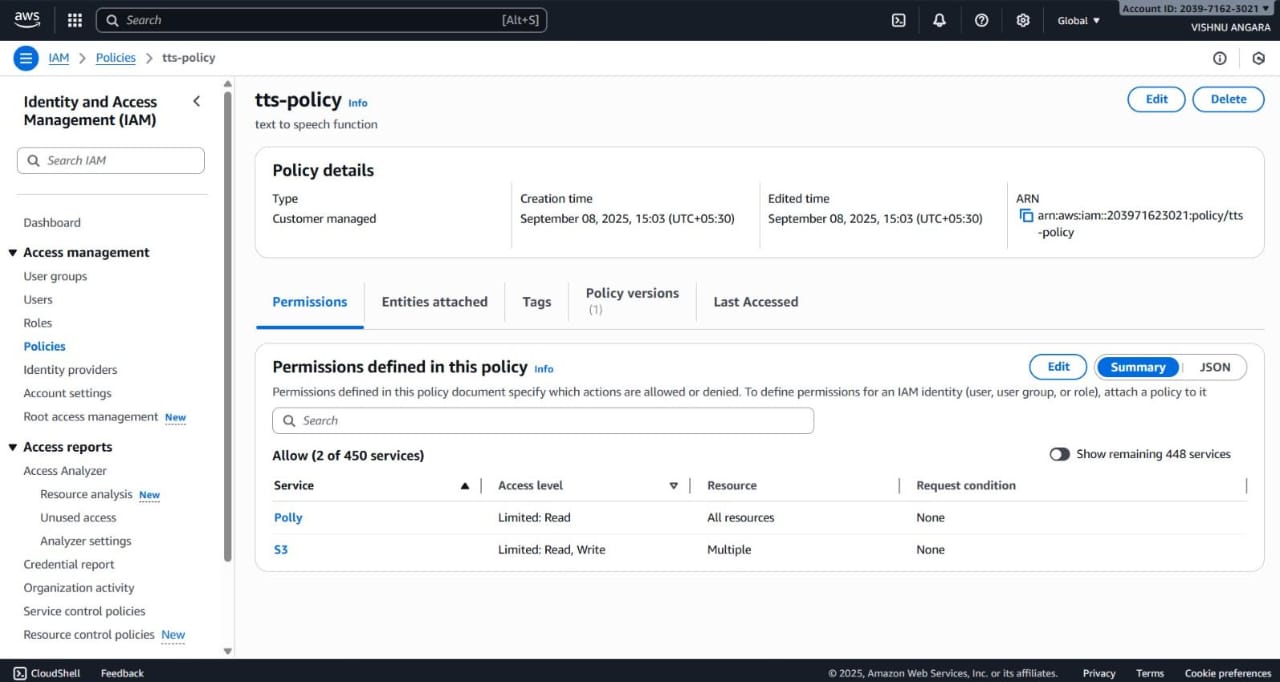 aws
Search [Alt+S]
Global
Account ID: 2039-7162-3021
VISHNU ANGARA
IAM
Policies
tts-policy
Identity and Access
Management (IAM)
Search IAM
Dashboard
Access management
User groups
Users
Roles
Policies
Identity providers
Account settings
Root access management New
Access reports
Access Analyzer
Resource analysis New
Unused access
Analyzer settings
Credential report
Organization activity
Service control policies
Resource control policies New
tts-policy Info
text to speech function
Edit
Delete
Policy details
Type
Customer managed
Creation time
September 08, 2025, 15:03 (UTC+05:30)
Edited time
September 08, 2025, 15:03 (UTC+05:30)
ARN
arn:aws:iam::203971623021:policy/tts
-policy
Permissions
Entities attached
Tags
Policy versions
(1)
Last Accessed
Permissions defined in this policy Info
Edit
Summary
JSON
Permissions defined in this policy document specify which actions are allowed or denied. To define permissions for an IAM identity (user, user group, or role), attach a policy to it
Search
Allow (2 of 450 services)
Show remaining 448 services
Service Access level Resource Request condition
Polly Limited: Read All resources None
S3 Limited: Read, Write Multiple None
CloudShell Feedback
© 2025, Amazon Web Services, Inc. or its affiliates. Privacy Terms Cookie preferences